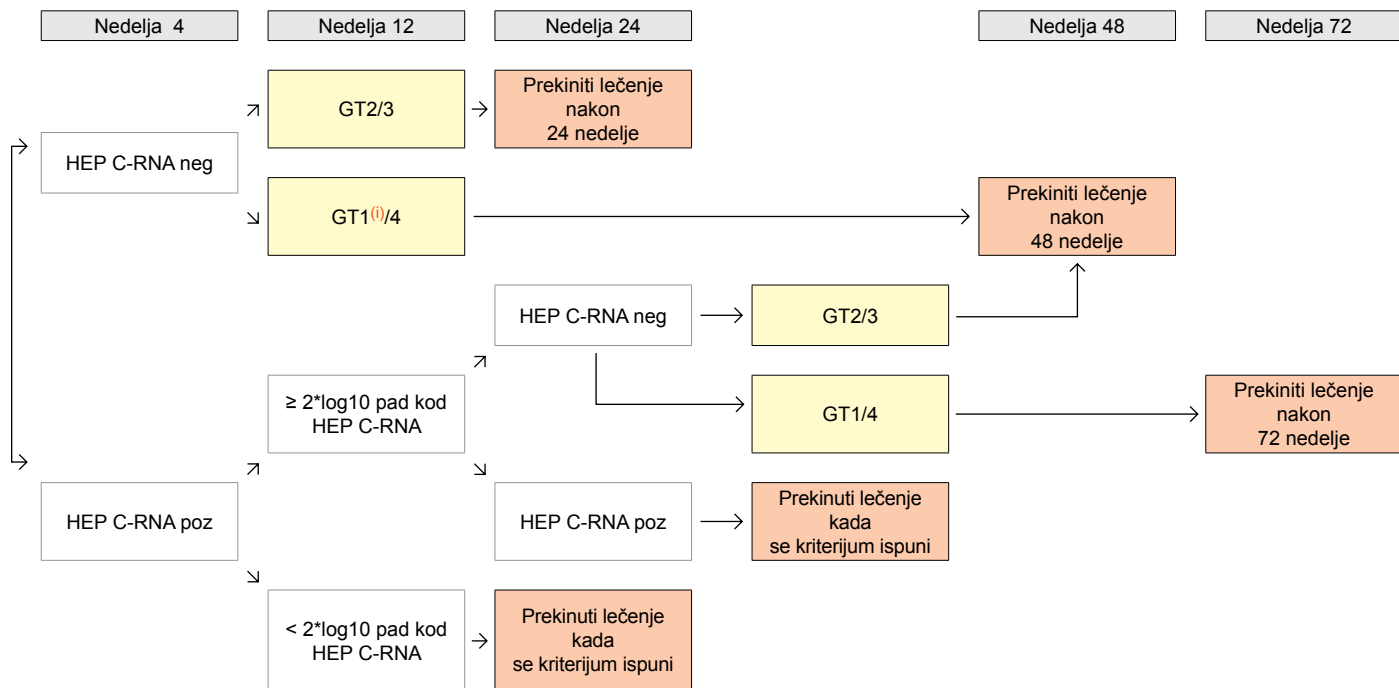 Nedelja 4
Nedelja 12
Nedelja 24
Nedelja 48
Nedelja 72
HEP C-RNA neg
GT2/3
Prekiniti lečenje
nakon
24 nedelje
GT1(i)/4
Prekiniti lečenje
nakon
48 nedelje
HEP C-RNA neg
GT2/3
≥ 2*log10 pad kod
HEP C-RNA
GT1/4
Prekiniti lečenje
nakon
72 nedelje
HEP C-RNA poz
HEP C-RNA poz
Prekinuti lečenje
kada
se kriterijum ispuni
< 2*log10 pad kod
HEP C-RNA
Prekinuti lečenje
kada
se kriterijum ispuni